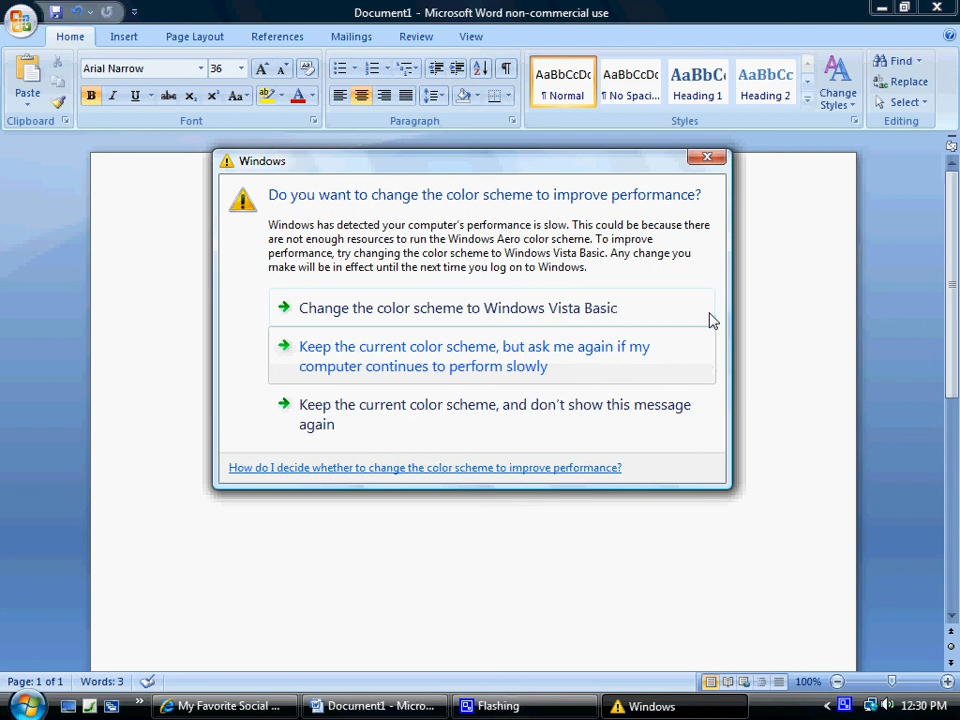 Document1 - Microsoft Word non-commercial use
Home Insert Page Layout References Mailings Review View
Paste
Clipboard
Arial Narrow 36
B I U abc x₂ x² Aa
Font
Paragraph
AaBbCcDc AaBbCcDc AaBbC AaBbCc
¶ Normal ¶ No Spaci... Heading 1 Heading 2
Change
Styles
Styles
Find
Replace
Select
Editing
Windows
Do you want to change the color scheme to improve performance?
Windows has detected your computer's performance is slow. This could be because there
are not enough resources to run the Windows Aero color scheme. To improve
performance, try changing the color scheme to Windows Vista Basic. Any change you
make will be in effect until the next time you log on to Windows.
Change the color scheme to Windows Vista Basic
Keep the current color scheme, but ask me again if my
computer continues to perform slowly
Keep the current color scheme, and don't show this message
again
How do I decide whether to change the color scheme to improve performance?
Page: 1 of 1 Words: 3 100%
My Favorite Social ... Document1 - Micro... Flashing Windows 12:30 PM